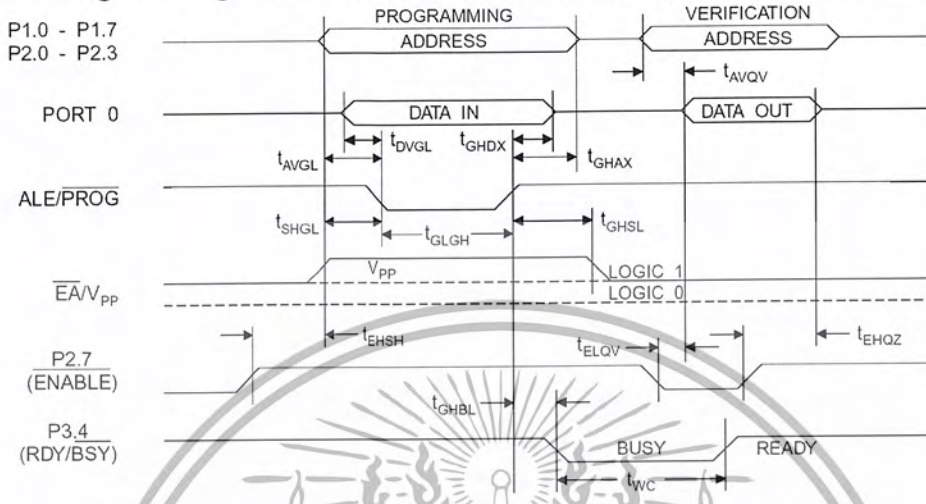 PROGRAMMING
VERIFICATION
P1.0 - P1.7
P2.0 - P2.3
ADDRESS
ADDRESS
tAVQV
PORT 0
DATA IN
DATA OUT
tDVGL
tGHDX
tAVGL
tGHAX
ALE/PROG
tSHGL
tGLGH
tGHSL
VPP
LOGIC 1
EA/VPP
LOGIC 0
tEHSH
tELQV
tEHQZ
P2.7
(ENABLE)
tGHBL
P3.4
(RDY/BSY)
BUSY
READY
tWC